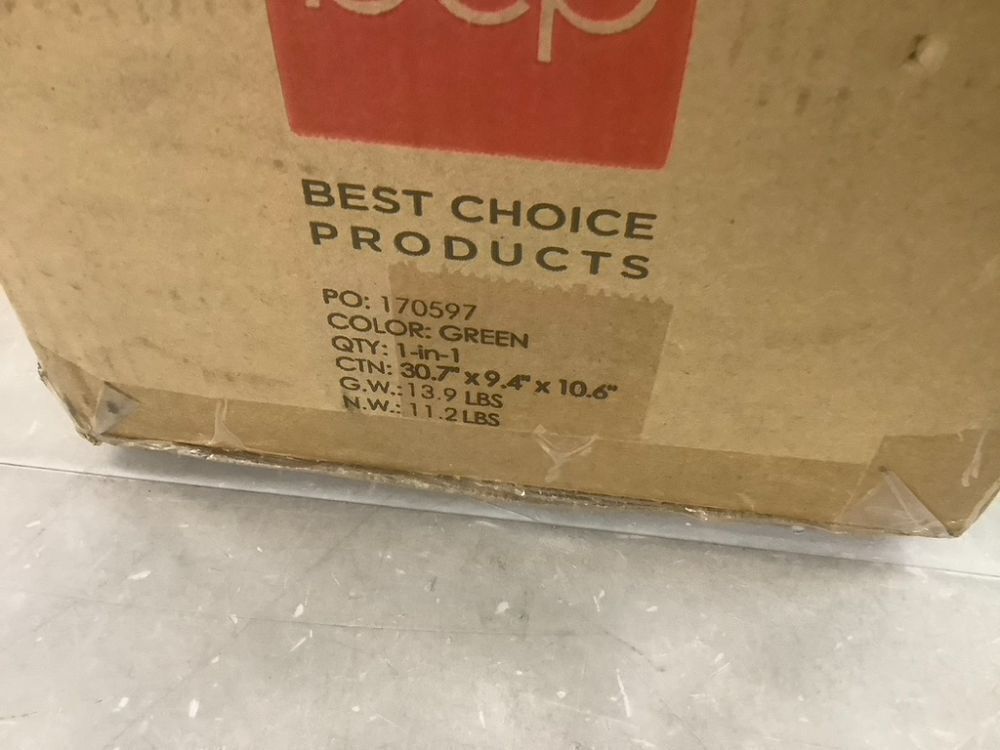 bcp
BEST CHOICE
PRODUCTS
PO: 170597
COLOR: GREEN
QTY: 1-in-1
CTN: 30.7" x 9.4" x 10.6"
G.W.:13.9 LBS
N.W.: 11.2 LBS